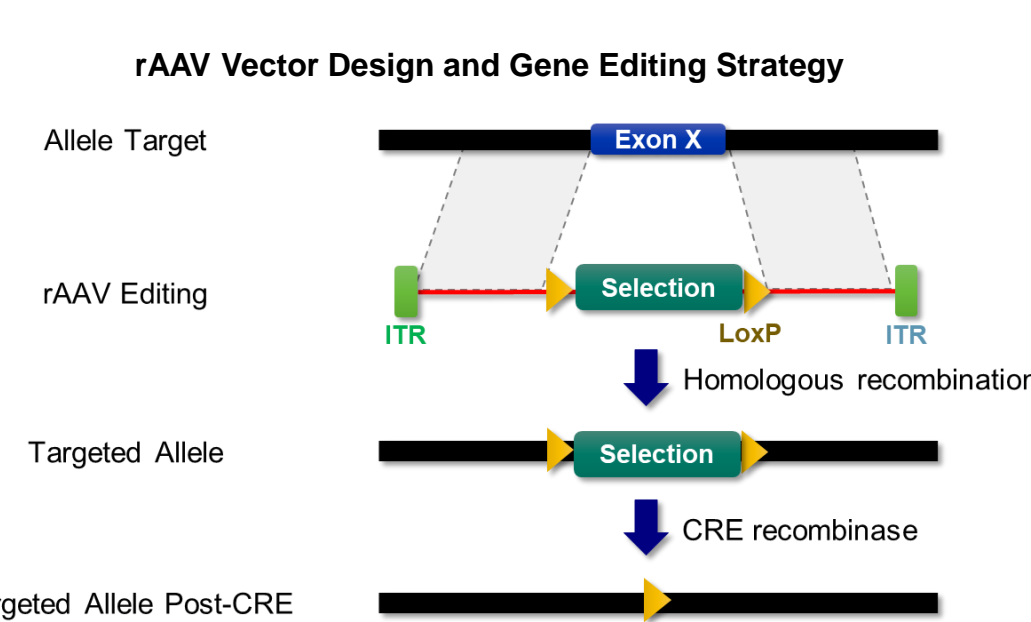 rAAV Vector Design and Gene Editing Strategy
Allele Target
Exon X
rAAV Editing
Selection
ITR
LoxP
ITR
Homologous recombination
Targeted Allele
Selection
CRE recombinase
rgeted Allele Post-CRE